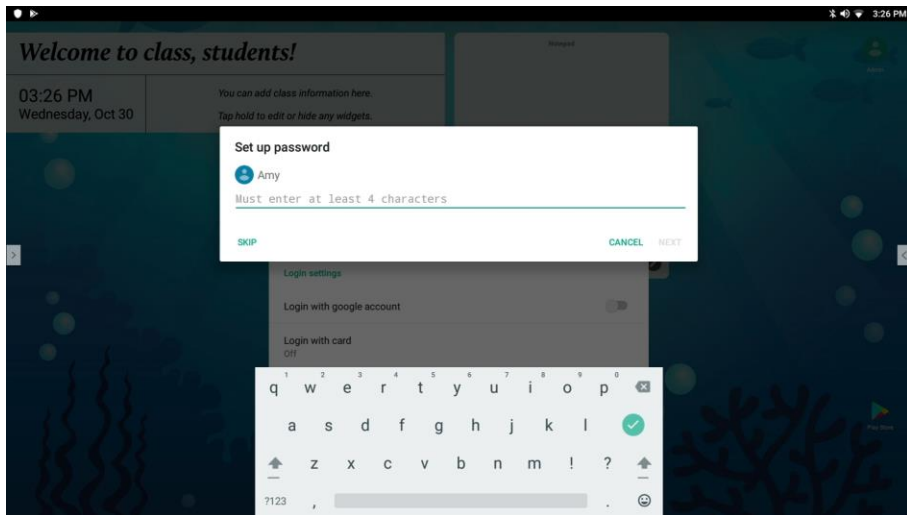 3:26 PM
Welcome to class, students!
Notepad
Admin
03:26 PM
Wednesday, Oct 30
You can add class information here.
Tap hold to edit or hide any widgets.
Set up password
Amy
Must enter at least 4 characters
SKIP
CANCEL
NEXT
Login settings
Login with google account
Login with card
Off
1 2 3 4 5 6 7 8 9 0
q w e r t y u i o p
a s d f g h j k l
z x c v b n m ! ?
?123 , .
Play Store